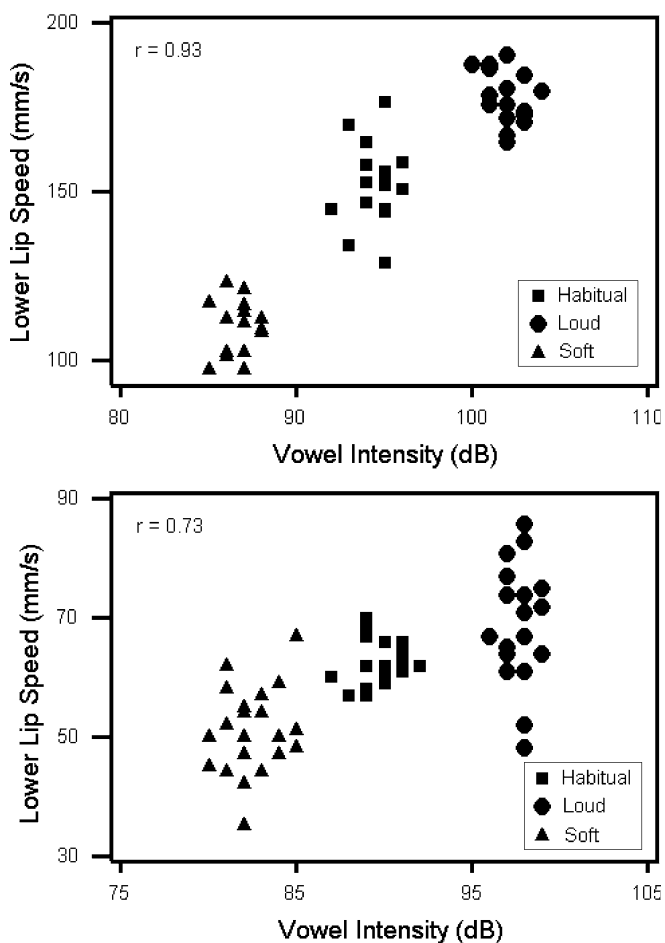 200
r = 0.93
Lower Lip Speed (mm/s)
150
Habitual
Loud
Soft
100
80 90 100 110
Vowel Intensity (dB)
90
r = 0.73
Lower Lip Speed (mm/s)
70
50
Habitual
Loud
Soft
30
75 85 95 105
Vowel Intensity (dB)